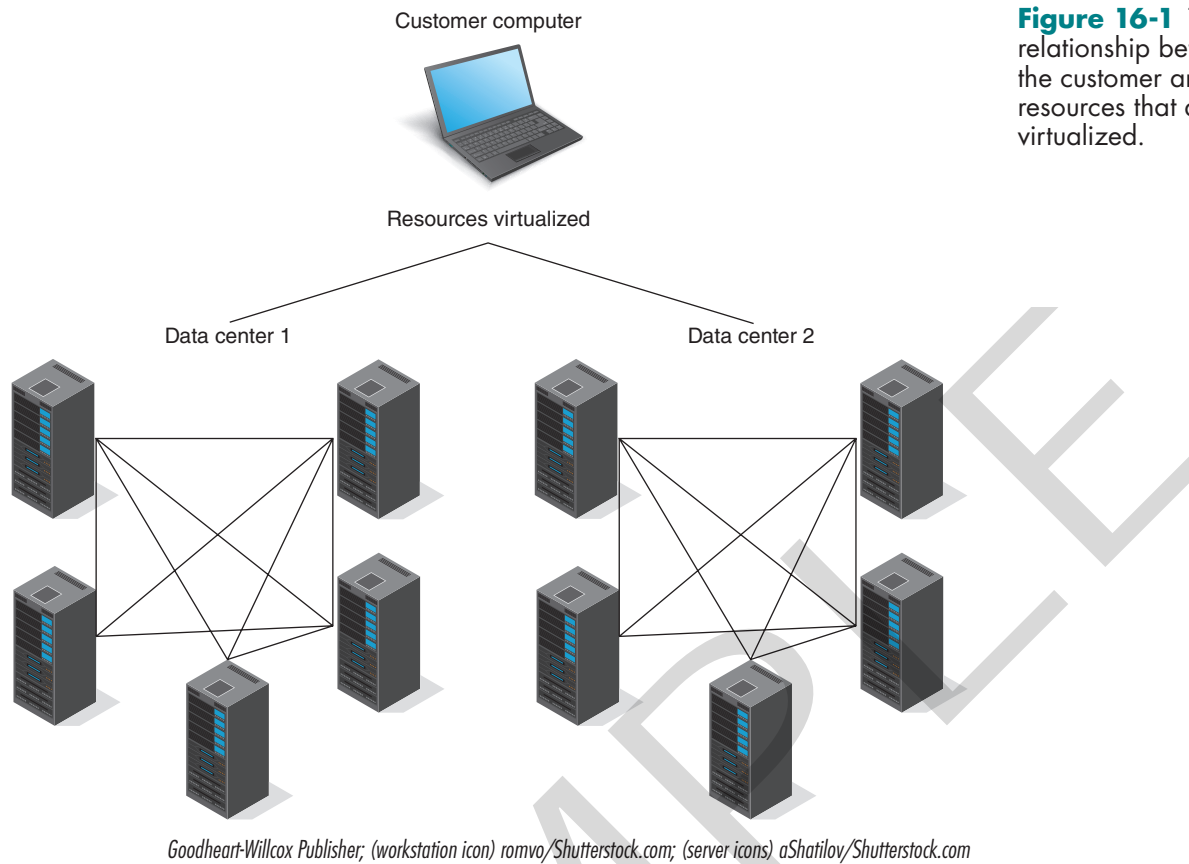 Customer computer
Figure 16-1
relationship be
the customer a
resources that
virtualized.
Resources virtualized
Data center 1
Data center 2
MPLE
Goodheart-Willcox Publisher; (workstation icon) romvo/Shutterstock.com; (server icons) aShatilov/Shutterstock.com